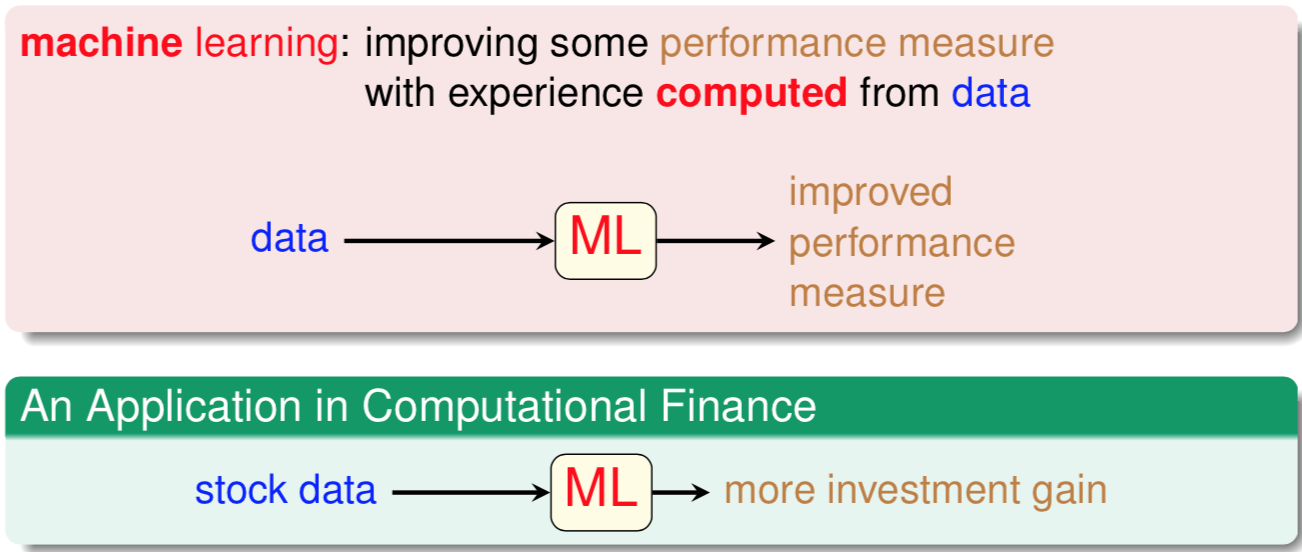 machine learning: improving some performance measure
with experience computed from data
data
ML
improved
performance
measure
An Application in Computational Finance
stock data
ML
more investment gain